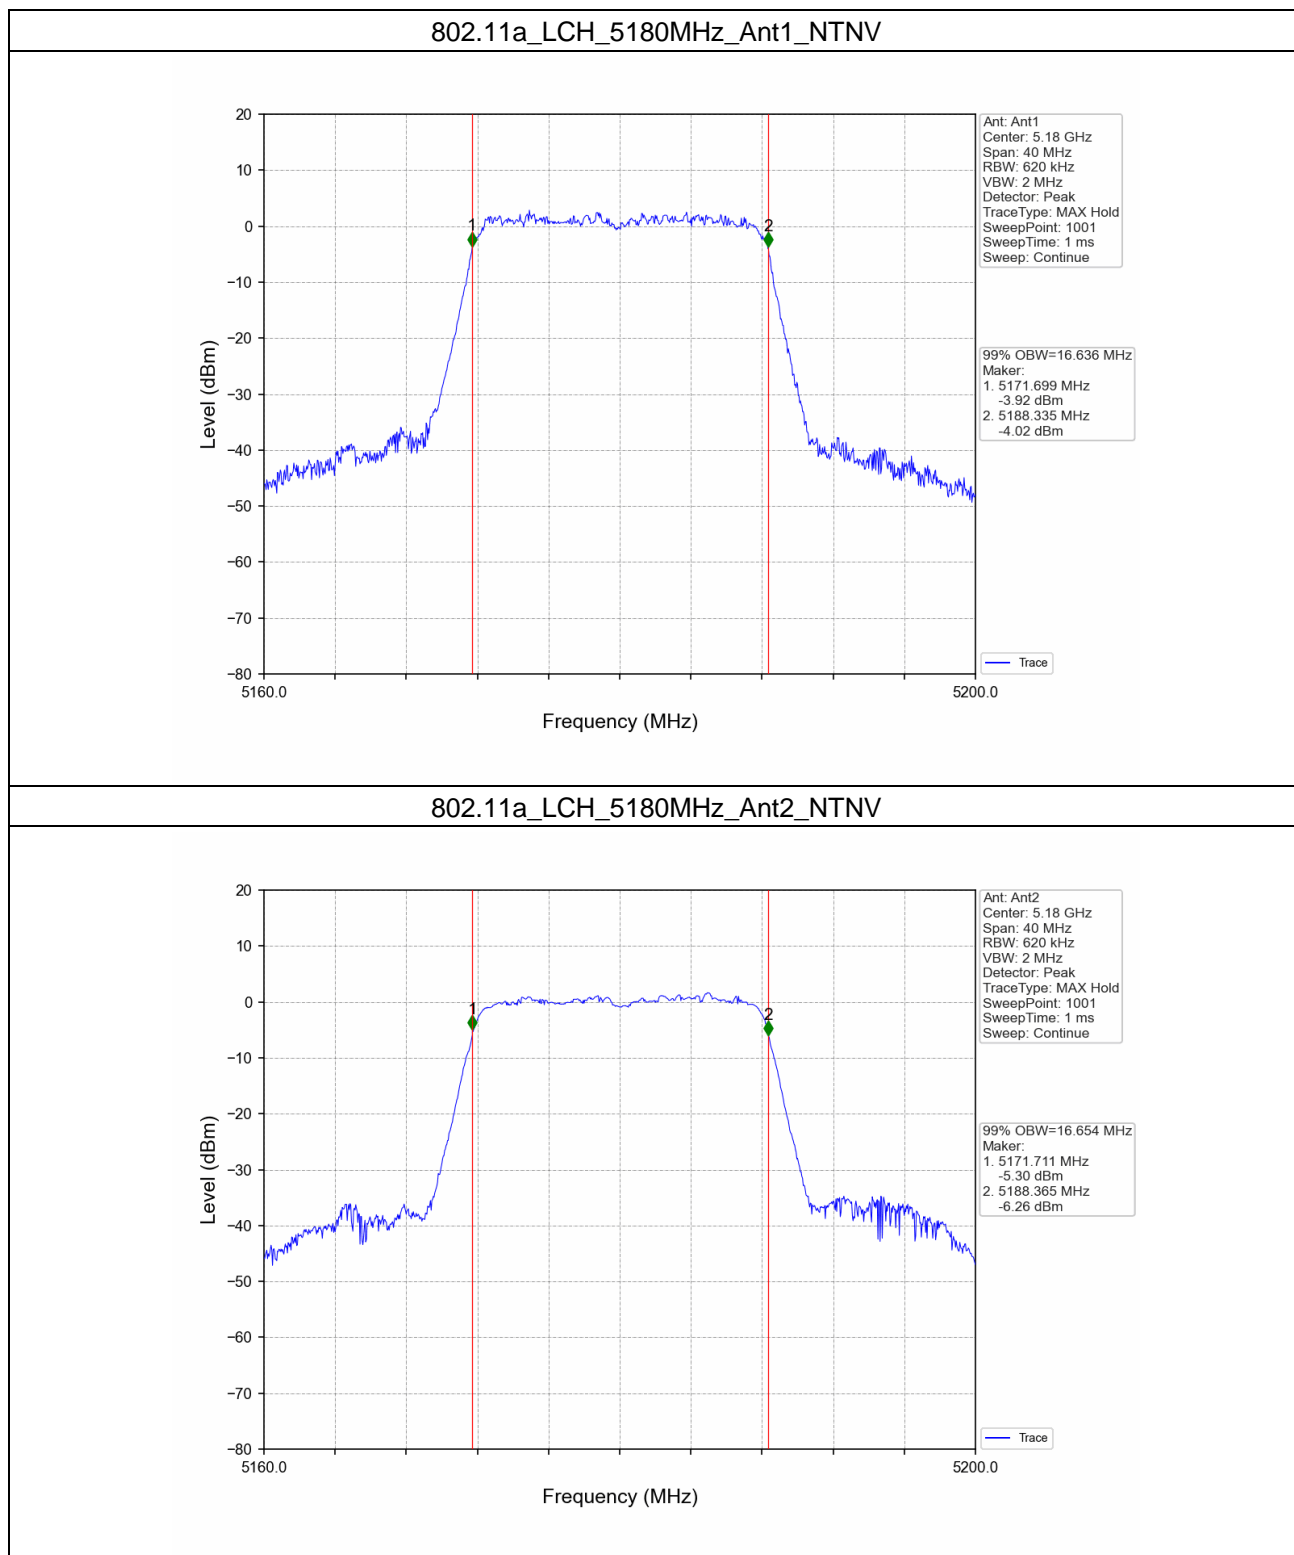 802.11a_LCH_5180MHz_Ant1_NTNV
20
10
0
−10
−20
−30
−40
−50
−60
−70
−80
Level (dBm)
1
2
5160.0
5200.0
Frequency (MHz)
Ant: Ant1
Center: 5.18 GHz
Span: 40 MHz
RBW: 620 kHz
VBW: 2 MHz
Detector: Peak
TraceType: MAX Hold
SweepPoint: 1001
SweepTime: 1 ms
Sweep: Continue
99% OBW=16.636 MHz
Maker:
1. 5171.699 MHz
-3.92 dBm
2. 5188.335 MHz
-4.02 dBm
Trace
802.11a_LCH_5180MHz_Ant2_NTNV
20
10
0
−10
−20
−30
−40
−50
−60
−70
−80
Level (dBm)
1
2
5160.0
5200.0
Frequency (MHz)
Ant: Ant2
Center: 5.18 GHz
Span: 40 MHz
RBW: 620 kHz
VBW: 2 MHz
Detector: Peak
TraceType: MAX Hold
SweepPoint: 1001
SweepTime: 1 ms
Sweep: Continue
99% OBW=16.654 MHz
Maker:
1. 5171.711 MHz
-5.30 dBm
2. 5188.365 MHz
-6.26 dBm
Trace